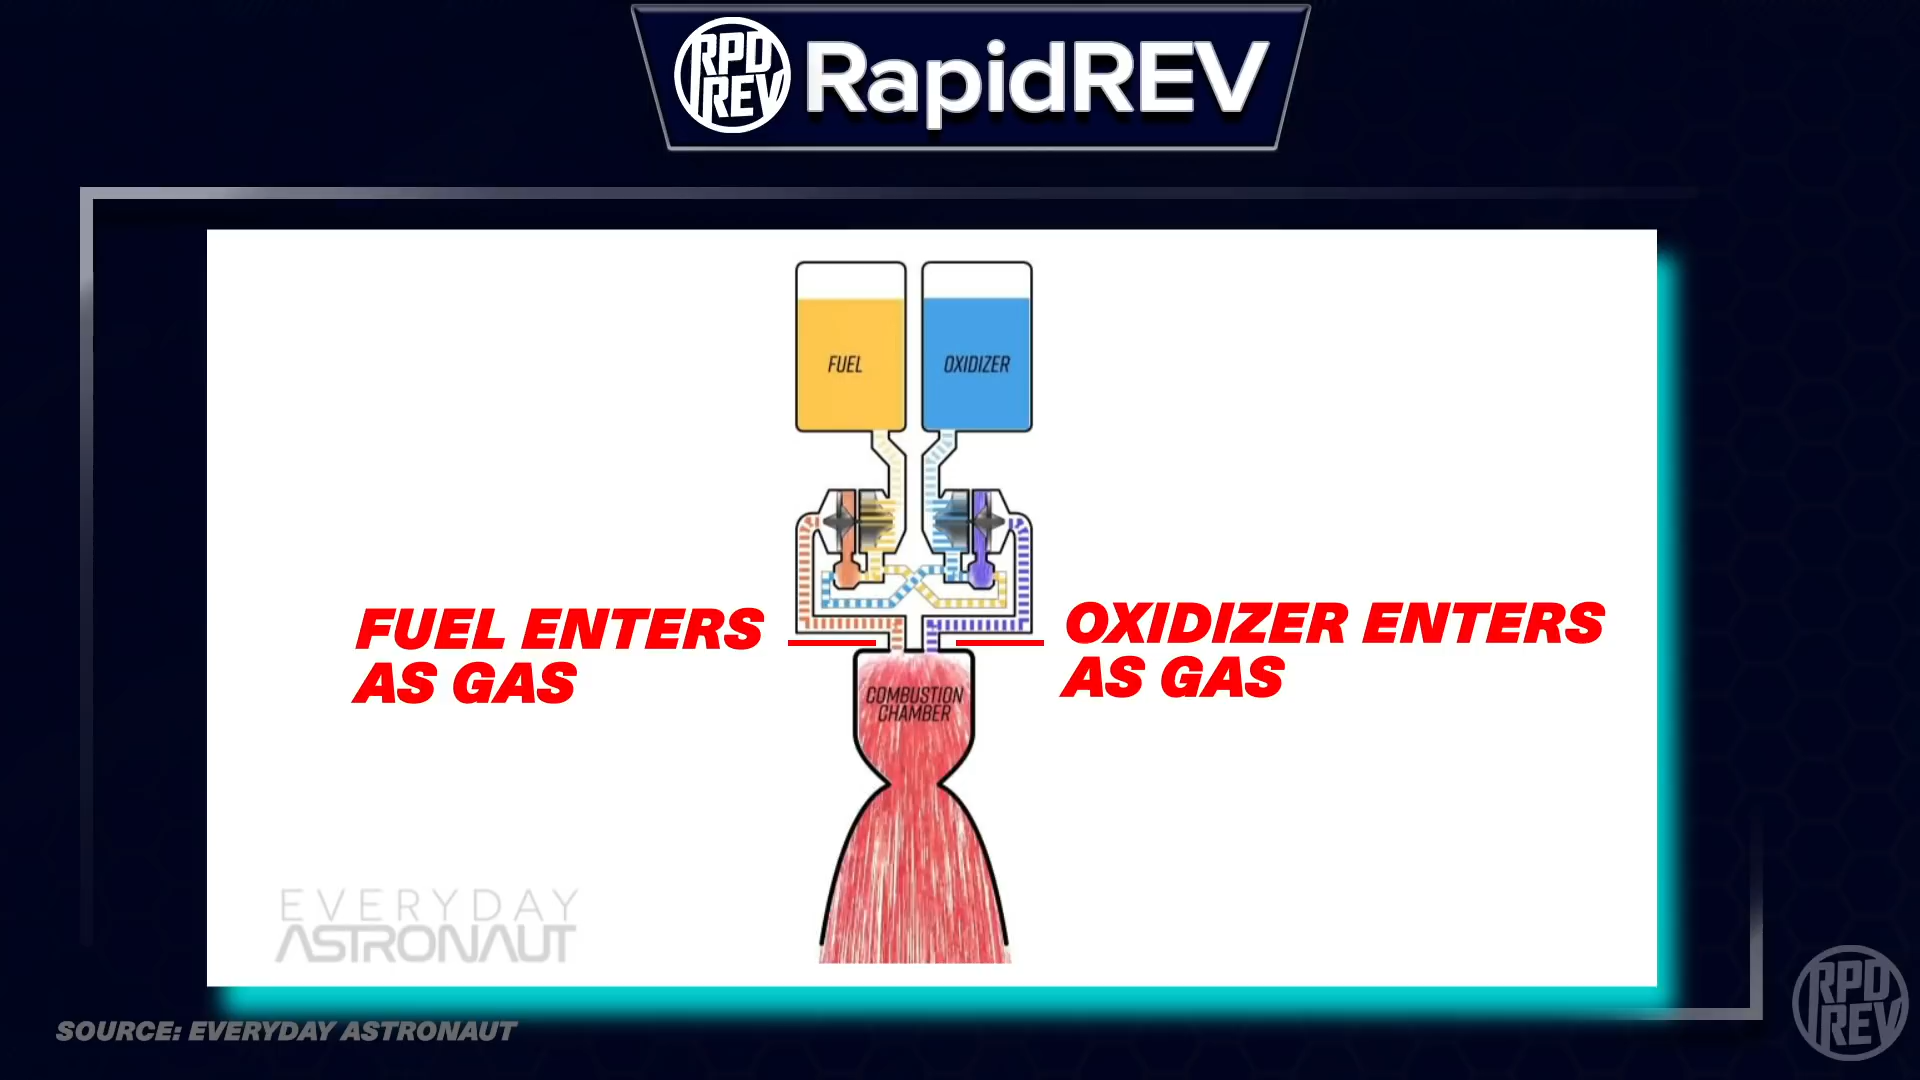 RPD
REV
RapidREV
FUEL
OXIDIZER
FUEL ENTERS
AS GAS
OXIDIZER ENTERS
AS GAS
COMBUSTION
CHAMBER
EVERYDAY
ASTRONAUT
SOURCE: EVERYDAY ASTRONAUT
RPD
REV